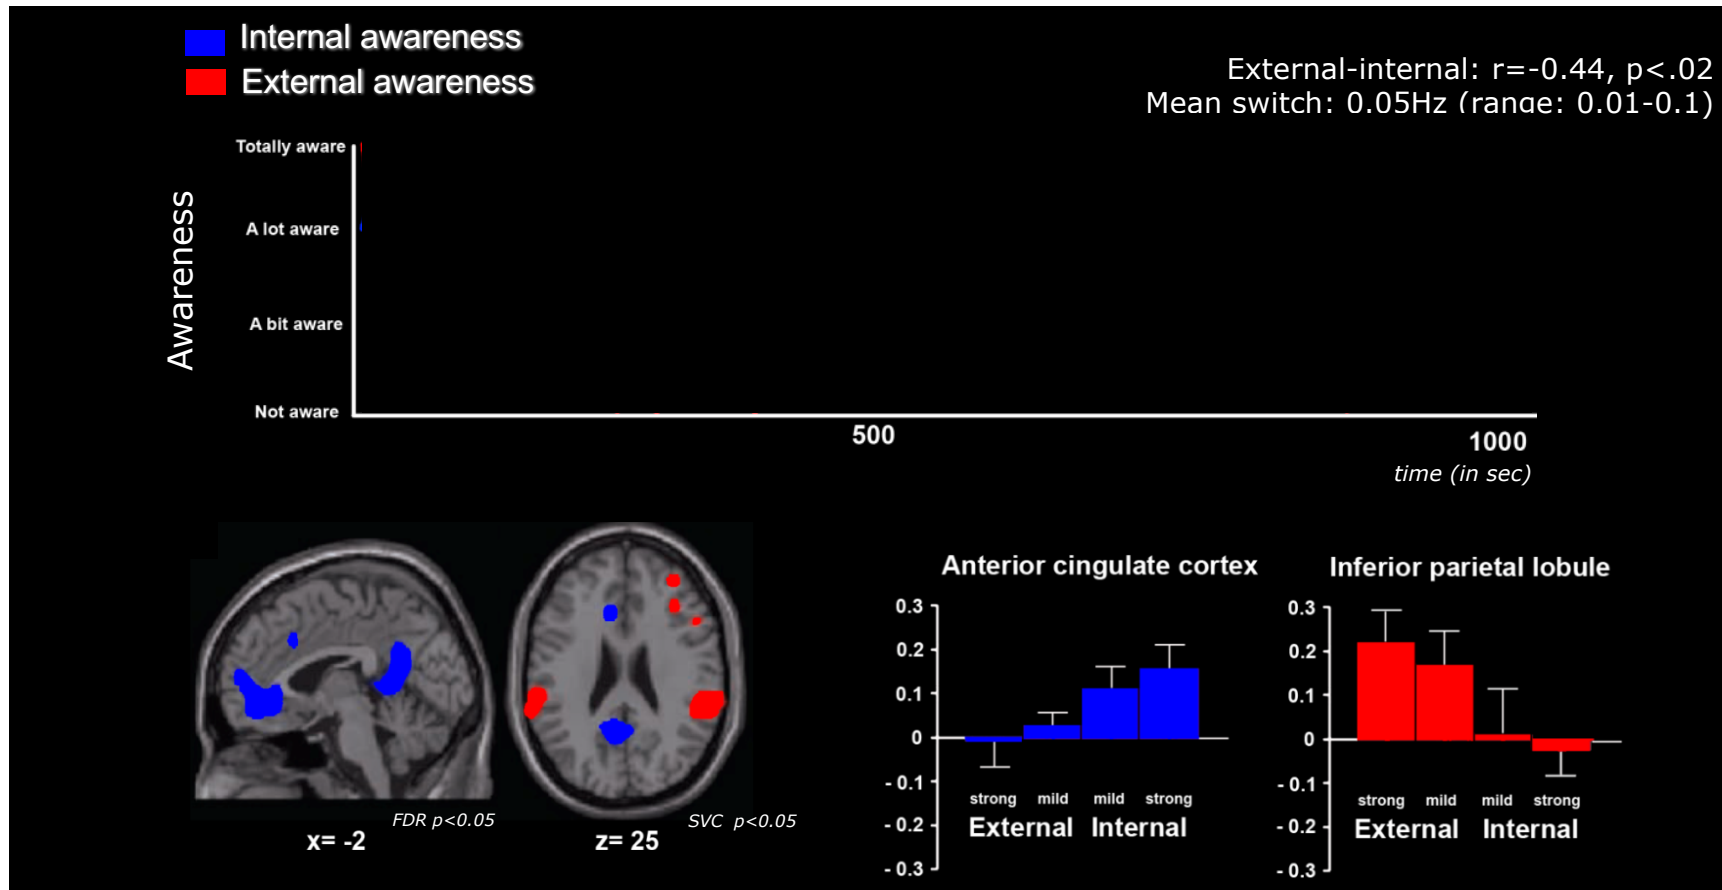 Internal awareness
External awareness
External-internal: r=-0.44, p<.02
Mean switch: 0.05Hz (range: 0.01-0.1)
Awareness
Totally aware
A lot aware
A bit aware
Not aware
500
1000
time (in sec)
x= -2
FDR p<0.05
z= 25
SVC p<0.05
Anterior cingulate cortex
0.3
0.2
0.1
0
- 0.1
- 0.2
- 0.3
strong mild mild strong
External Internal
Inferior parietal lobule
0.3
0.2
0.1
0
- 0.1
- 0.2
- 0.3
strong mild mild strong
External Internal